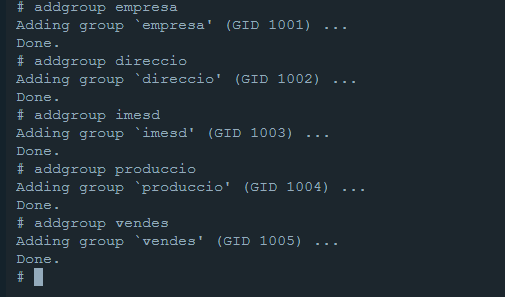 # addgroup empresa
Adding group `empresa' (GID 1001) ...
Done.
# addgroup direccio
Adding group `direccio' (GID 1002) ...
Done.
# addgroup imesd
Adding group `imesd' (GID 1003) ...
Done.
# addgroup produccio
Adding group `produccio' (GID 1004) ...
Done.
# addgroup vendes
Adding group `vendes' (GID 1005) ...
Done.
#